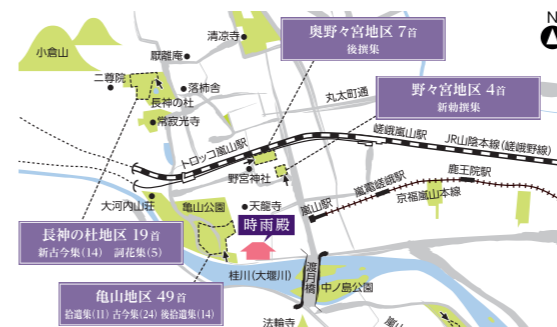 N
奥野々宮地区 7首
後撰集
野々宮地区 4首
新勅撰集
長神の杜地区 19首
新古今集(14) 詞花集(5)
亀山地区 49首
拾遺集(11) 古今集(24) 後拾遺集(14)
時雨殿
小倉山
厭離庵
清凉寺
二尊院
落柿舎
長神の杜
常寂光寺
丸太町通
トロッコ嵐山駅
嵯峨嵐山駅
JR山陰本線(嵯峨野線)
野宮神社
大河内山荘
亀山公園
天龍寺
嵐山駅
嵐電嵯峨駅
鹿王院駅
京福嵐山本線
桂川(大堰川)
渡月橋
中ノ島公園
法輪寺